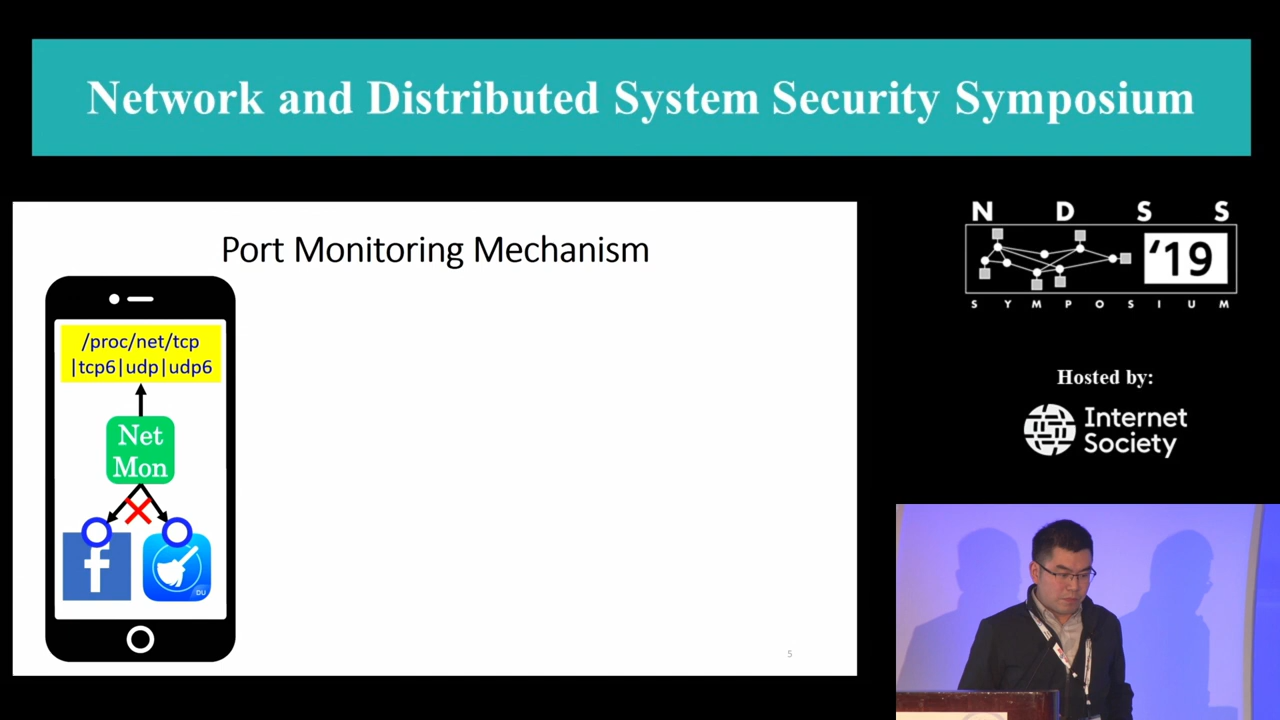 Network and Distributed System Security Symposium
Port Monitoring Mechanism
/proc/net/tcp
|tcp6|udp|udp6
Net
Mon
f
DU
5
N D S S
'19
S Y M P O S I U M
Hosted by:
Internet
Society